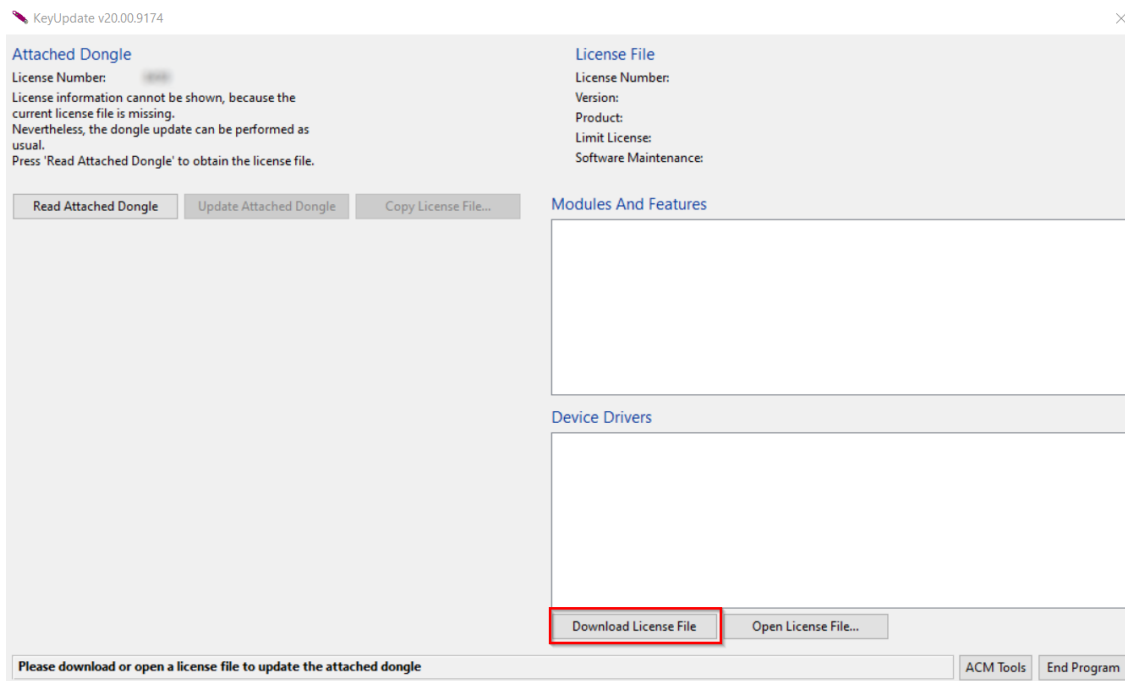 KeyUpdate v20.00.9174
Attached Dongle
License Number:
License information cannot be shown, because the
current license file is missing.
Nevertheless, the dongle update can be performed as
usual.
Press 'Read Attached Dongle' to obtain the license file.
Read Attached Dongle
Update Attached Dongle
Copy License File...
License File
License Number:
Version:
Product:
Limit License:
Software Maintenance:
Modules And Features
Device Drivers
Download License File
Open License File...
Please download or open a license file to update the attached dongle
ACM Tools
End Program